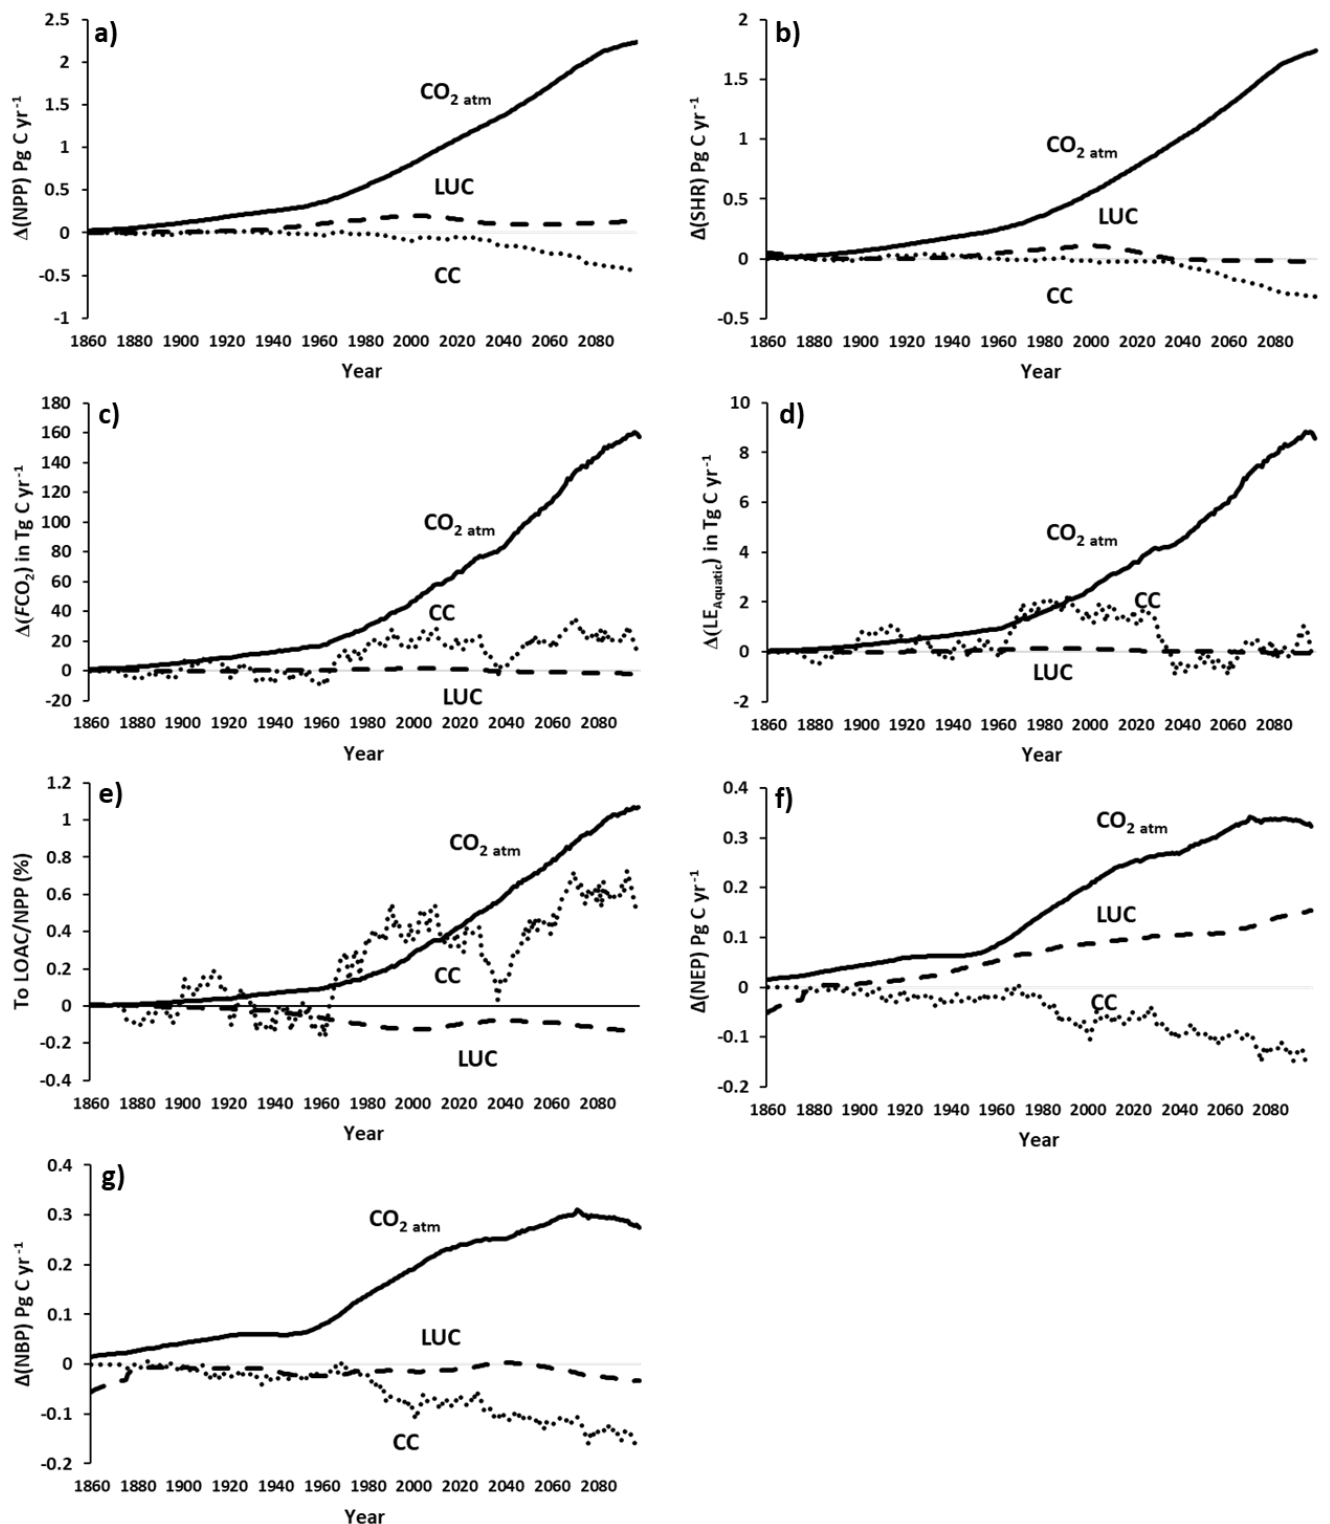 a)
Δ(NPP) Pg C yr⁻¹
2.5
2
1.5
1
0.5
0
-0.5
-1
CO₂ atm
LUC
CC
1860 1880 1900 1920 1940 1960 1980 2000 2020 2040 2060 2080
Year
b)
Δ(SHR) Pg C yr⁻¹
2
1.5
1
0.5
0
-0.5
CO₂ atm
LUC
CC
1860 1880 1900 1920 1940 1960 1980 2000 2020 2040 2060 2080
Year
c)
Δ(FCO₂) in Tg C yr⁻¹
180
160
140
120
100
80
60
40
20
0
-20
CO₂ atm
CC
LUC
1860 1880 1900 1920 1940 1960 1980 2000 2020 2040 2060 2080
Year
d)
Δ(LE_Aquatic) in Tg C yr⁻¹
10
8
6
4
2
0
-2
CO₂ atm
CC
LUC
1860 1880 1900 1920 1940 1960 1980 2000 2020 2040 2060 2080
Year
e)
To LOAC/NPP (%)
1.2
1
0.8
0.6
0.4
0.2
0
-0.2
-0.4
CO₂ atm
CC
LUC
1860 1880 1900 1920 1940 1960 1980 2000 2020 2040 2060 2080
Year
f)
Δ(NEP) Pg C yr⁻¹
0.4
0.3
0.2
0.1
0
-0.1
-0.2
CO₂ atm
LUC
CC
1860 1880 1900 1920 1940 1960 1980 2000 2020 2040 2060 2080
Year
g)
Δ(NBP) Pg C yr⁻¹
0.4
0.3
0.2
0.1
0
-0.1
-0.2
CO₂ atm
LUC
CC
1860 1880 1900 1920 1940 1960 1980 2000 2020 2040 2060 2080
Year